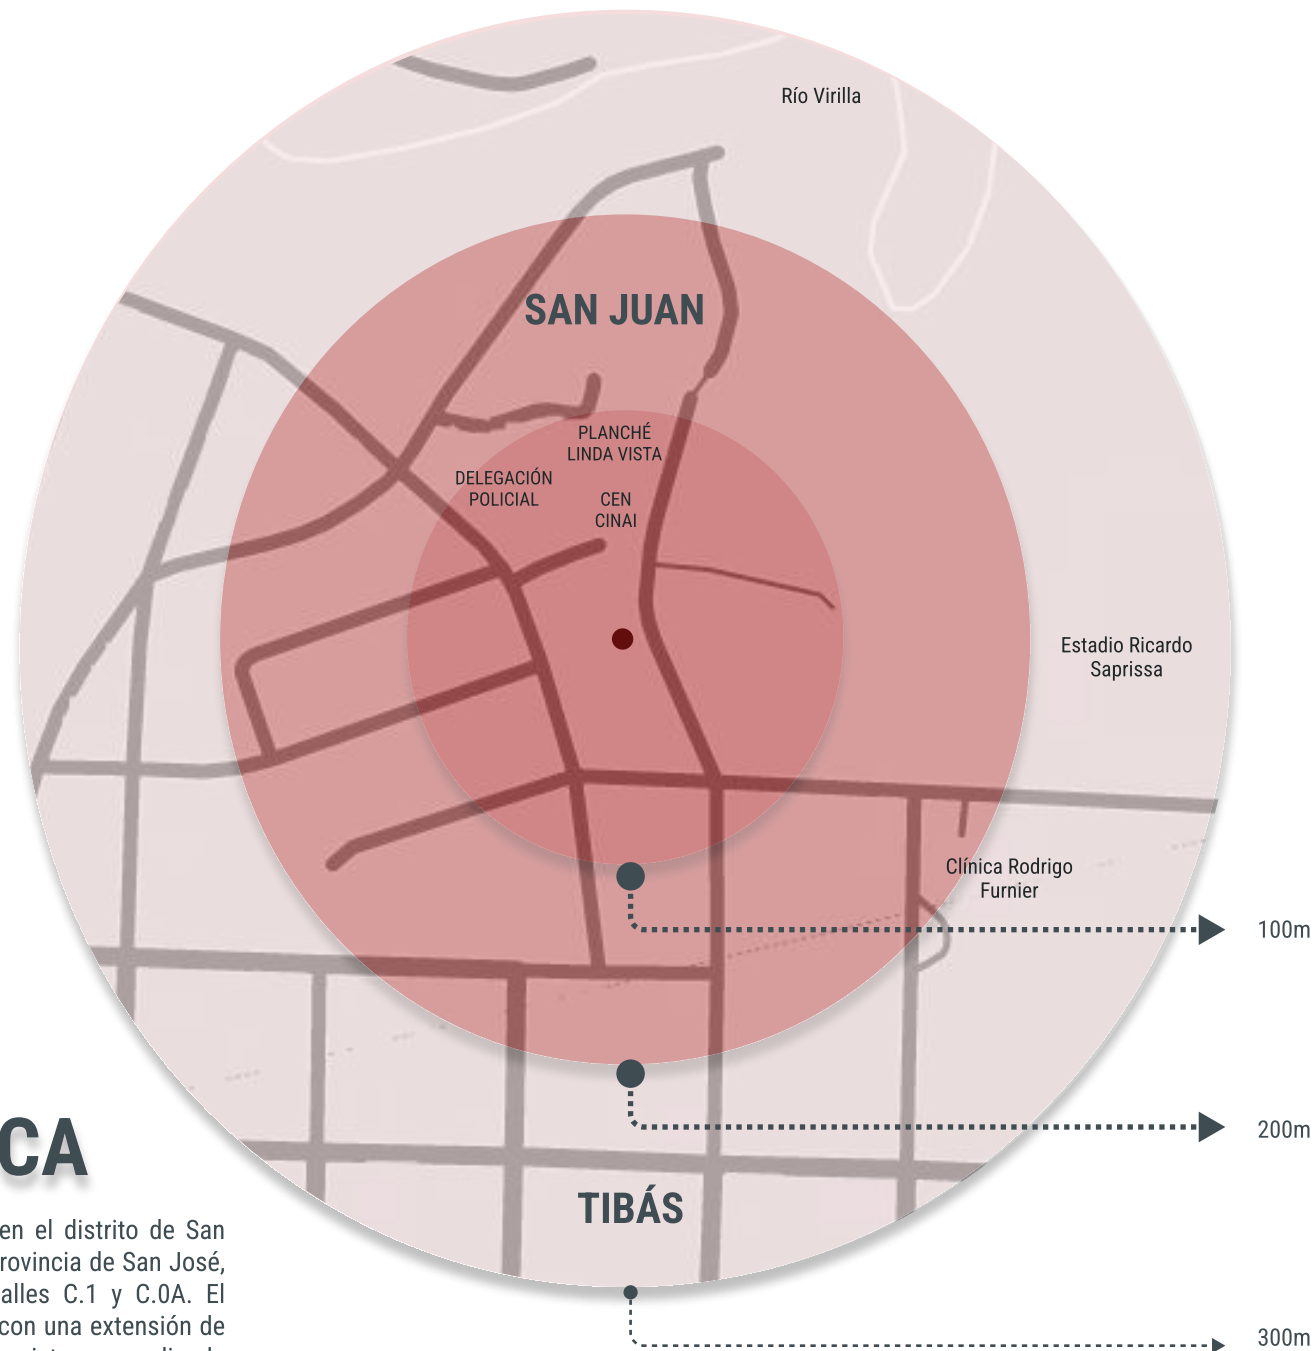 Río Virilla
SAN JUAN
PLANCHÉ
LINDA VISTA
DELEGACIÓN
POLICIAL
CEN
CINAI
Estadio Ricardo
Saprissa
Clínica Rodrigo
Furnier
100m
200m
TIBÁS
300m
CA
en el distrito de San
rovincia de San José,
alles C.1 y C.0A. El
con una extensión de